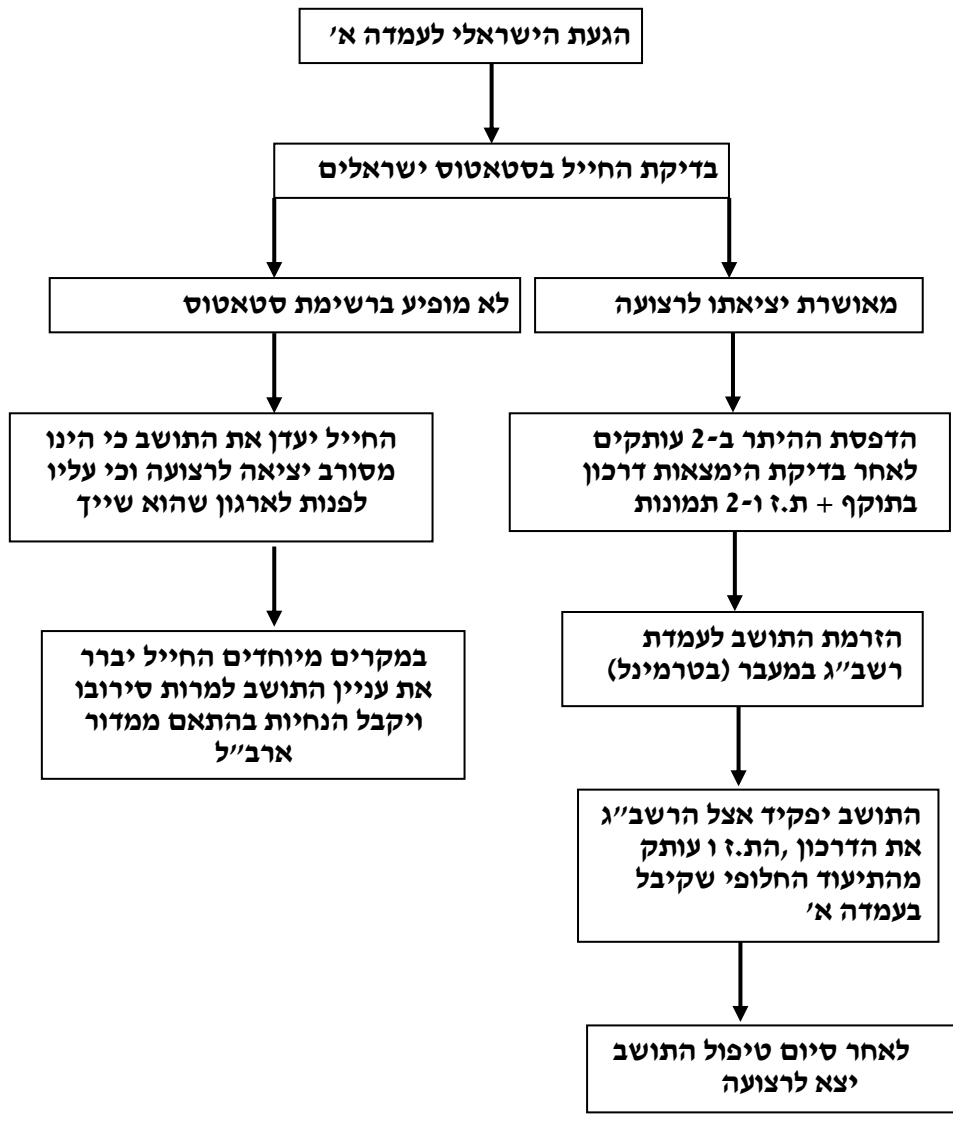 הגעת הישראלי לעמדה א׳
בדיקת החייל בסטאטוס ישראלים
מאושרת יציאתו לרצועה
לא מופיע ברשימת סטאטוס
הדפסת ההיתר ב-2 עותקים
לאחר בדיקת הימצאות דרכון
בתוקף + ת.ז ו-2 תמונות
החייל יעדן את התושב כי הינו
מסורב יציאה לרצועה וכי עליו
לפנות לארגון שהוא שייך
הזרמת התושב לעמדת
רשב״ג במעבר (בטרמינל)
במקרים מיוחדים החייל יברר
את עניין התושב למרות סירובו
ויקבל הנחיות בהתאם ממדור
ארב״ל
התושב יפקיד אצל הרשב״ג
את הדרכון ,הת.ז ו עותק
מהתיעוד החלופי שקיבל
בעמדה א׳
לאחר סיום טיפול התושב
יצא לרצועה